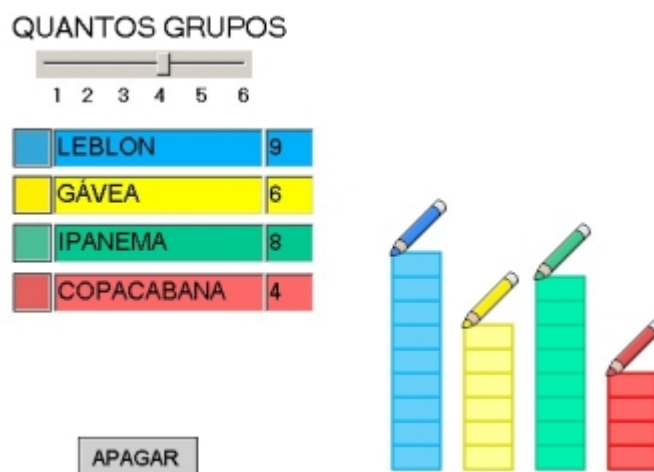 QUANTOS GRUPOS
1 2 3 4 5 6
LEBLON 9
GÁVEA 6
IPANEMA 8
COPACABANA 4
APAGAR